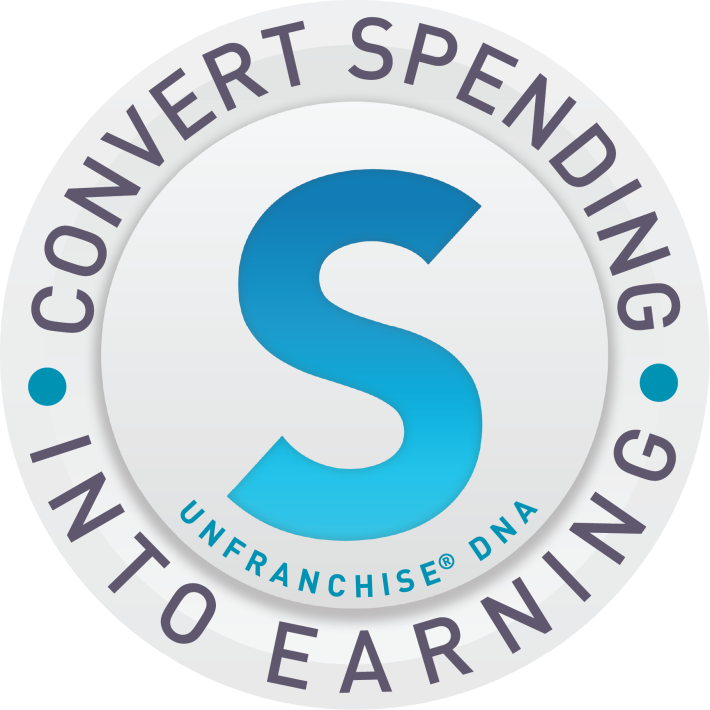 CONVERT SPENDING
S
UNFRANCHISE® DNA
INTO EARNING